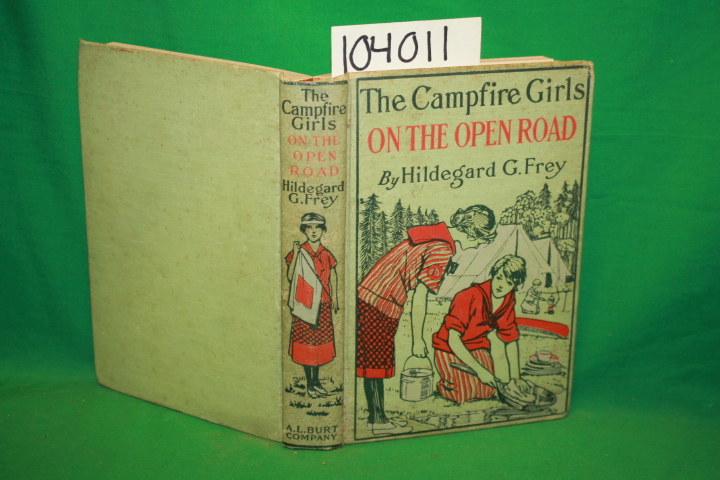 104011
The
Campfire
Girls
ON THE
OPEN
ROAD
Hildegard
G. Frey
A.L. BURT
COMPANY
The Campfire Girls
ON THE OPEN ROAD
By Hildegard G. Frey